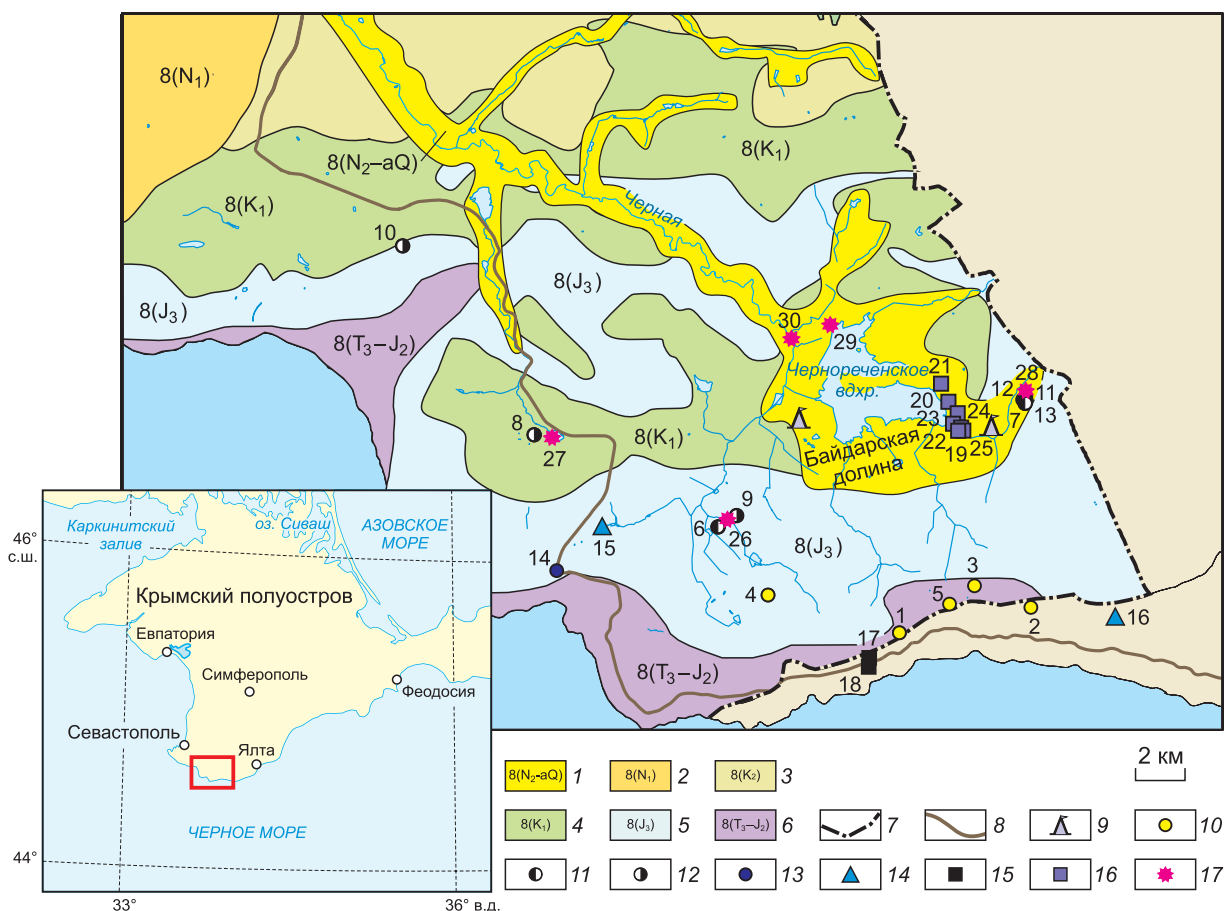 8(N₁)
8(N₂–aQ)
8(K₁)
8(K₁)
Черная
10
8(J₃)
8(J₃)
8(T₃–J₂)
30
29
Чернореченское
вдхр.
21
20
23
24
22
19
25
28
12
11
7
13
8
27
8(K₁)
Байдарская
долина
9
6
26
15
14
8(J₃)
4
3
5
1
2
16
17
18
8(T₃–J₂)
Каркинитский
залив
оз. Сиваш
АЗОВСКОЕ
МОРЕ
46°
с.ш.
Крымский полуостров
Евпатория
Симферополь
Феодосия
Севастополь
Ялта
ЧЕРНОЕ МОРЕ
44°
33°
36° в.д.
2 км
8(N₂-aQ) 1
8(N₁) 2
8(K₂) 3
8(K₁) 4
8(J₃) 5
8(T₃–J₂) 6
7
8
9
10
11
12
13
14
15
16
17